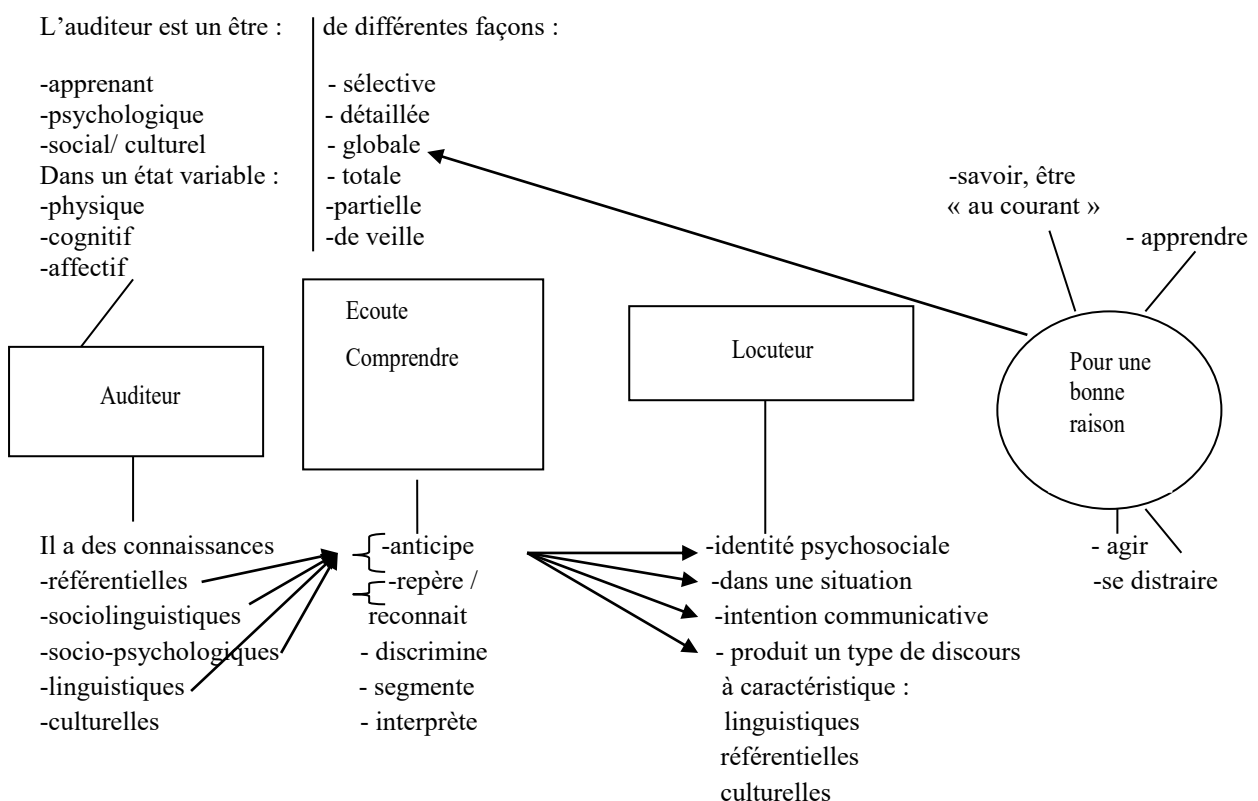 L'auditeur est un être :
-apprenant
-psychologique
-social/ culturel
Dans un état variable :
-physique
-cognitif
-affectif
de différentes façons :
- sélective
- détaillée
- globale
- totale
-partielle
-de veille
-savoir, être
« au courant »
- apprendre
Auditeur
Ecoute
Comprendre
Locuteur
Pour une
bonne
raison
Il a des connaissances
-référentielles
-sociolinguistiques
-socio-psychologiques
-linguistiques
-culturelles
-anticipe
-repère /
reconnait
- discrimine
- segmente
- interprète
-identité psychosociale
-dans une situation
-intention communicative
- produit un type de discours
à caractéristique :
linguistiques
référentielles
culturelles
- agir
-se distraire